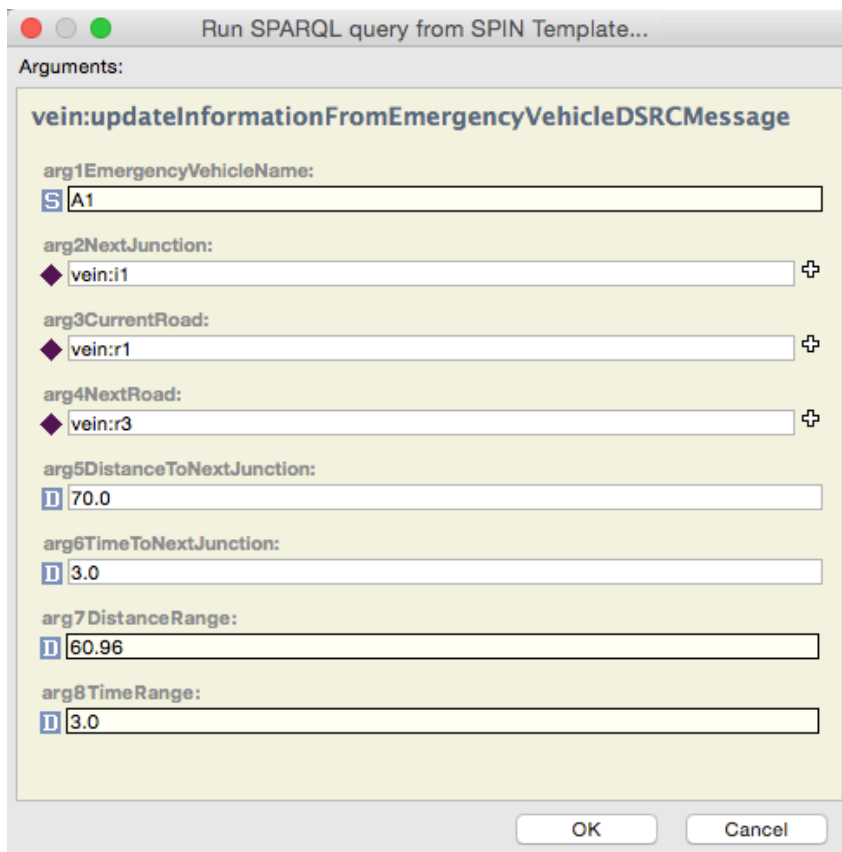 Run SPARQL query from SPIN Template...
Arguments:
vein:updateInformationFromEmergencyVehicleDSRCMessage
arg1EmergencyVehicleName:
S A1
arg2NextJunction:
vein:i1
arg3CurrentRoad:
vein:r1
arg4NextRoad:
vein:r3
arg5DistanceToNextJunction:
D 70.0
arg6TimeToNextJunction:
D 3.0
arg7DistanceRange:
D 60.96
arg8TimeRange:
D 3.0
OK Cancel